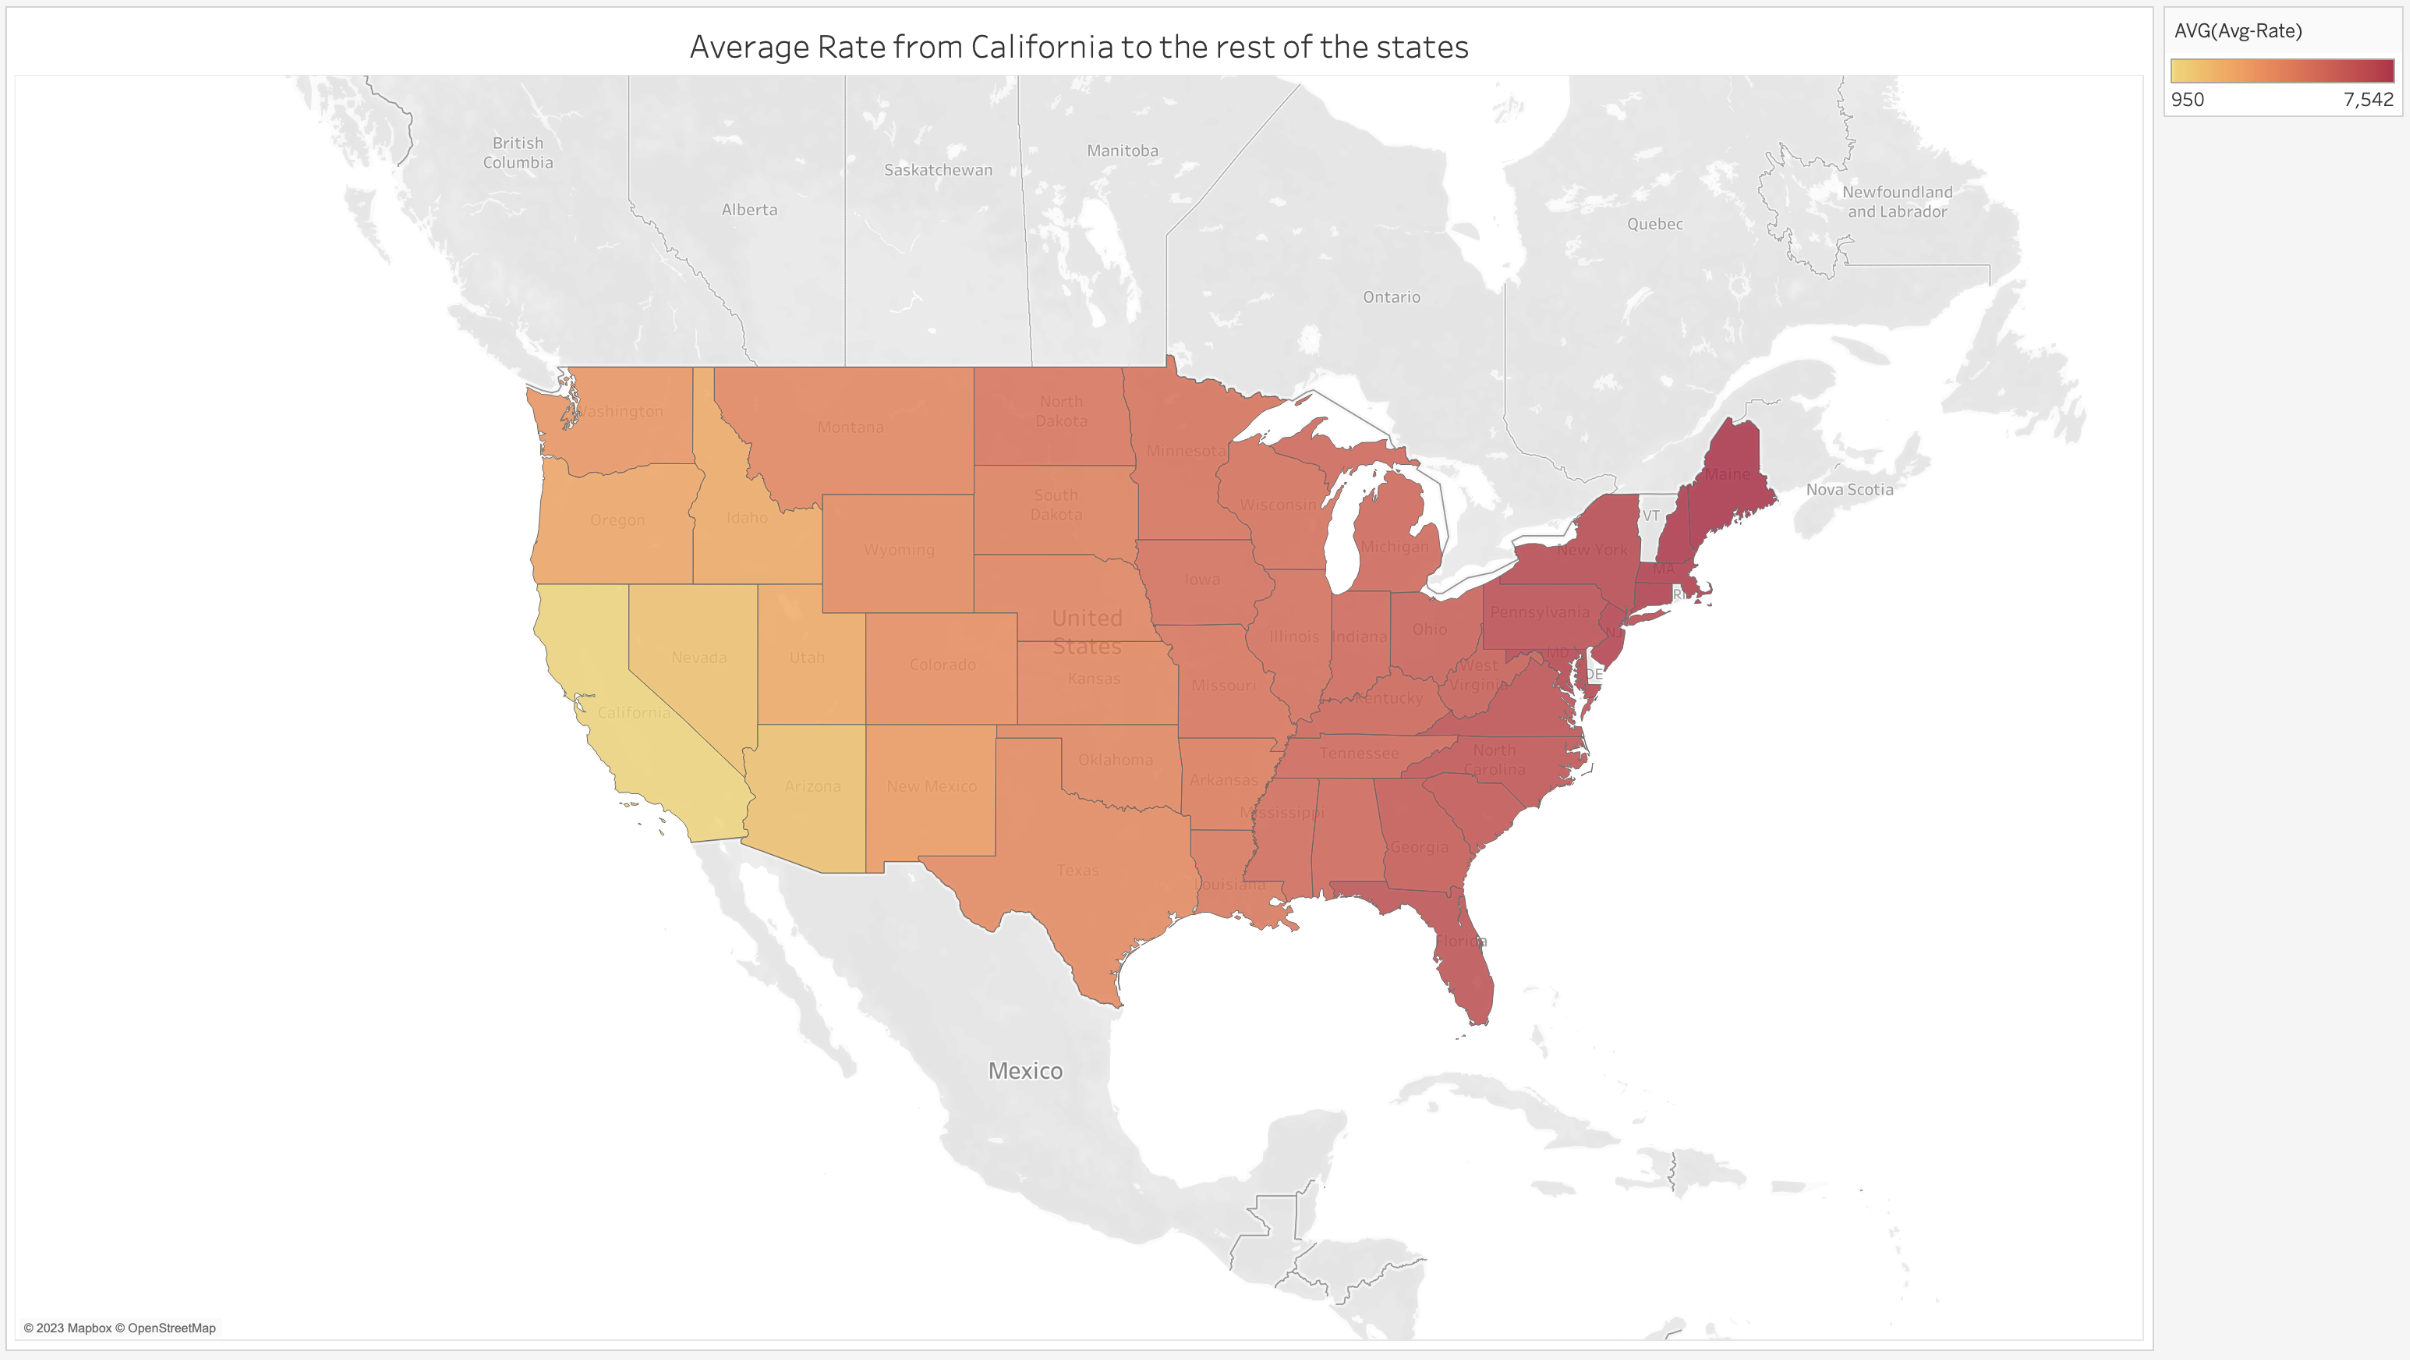 Average Rate from California to the rest of the states
AVG(Avg-Rate)
950
7,542
British
Columbia
Alberta
Saskatchewan
Manitoba
Ontario
Quebec
Newfoundland
and Labrador
Nova Scotia
Washington
Montana
North
Dakota
Minnesota
Maine
Oregon
Idaho
Wyoming
South
Dakota
Wisconsin
Michigan
New York
VT
MA
RI
Iowa
United
States
Illinois
Indiana
Ohio
Pennsylvania
NJ
MD
DE
Nevada
Utah
Colorado
Kansas
Missouri
Kentucky
West
Virginia
California
Arizona
New Mexico
Oklahoma
Arkansas
Tennessee
North
Carolina
Mississippi
Georgia
Texas
Louisiana
Florida
Mexico
© 2023 Mapbox © OpenStreetMap